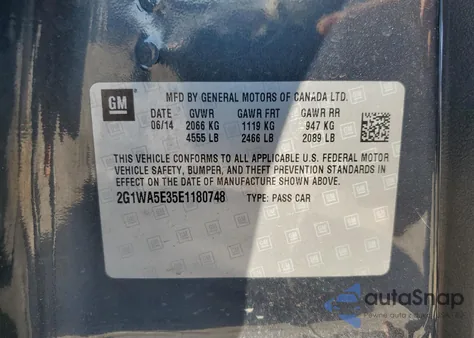 GM
MFD BY GENERAL MOTORS OF CANADA LTD.
DATE GVWR GAWR FRT GAWR RR
06/14 2066 KG 1119 KG 947 KG
4555 LB 2466 LB 2089 LB
THIS VEHICLE CONFORMS TO ALL APPLICABLE U.S. FEDERAL MOTOR
VEHICLE SAFETY, BUMPER, AND THEFT PREVENTION STANDARDS IN
EFFECT ON THE DATE OF MANUFACTURE SHOWN ABOVE.
2G1WA5E35E1180748 TYPE: PASS CAR
autoSnap